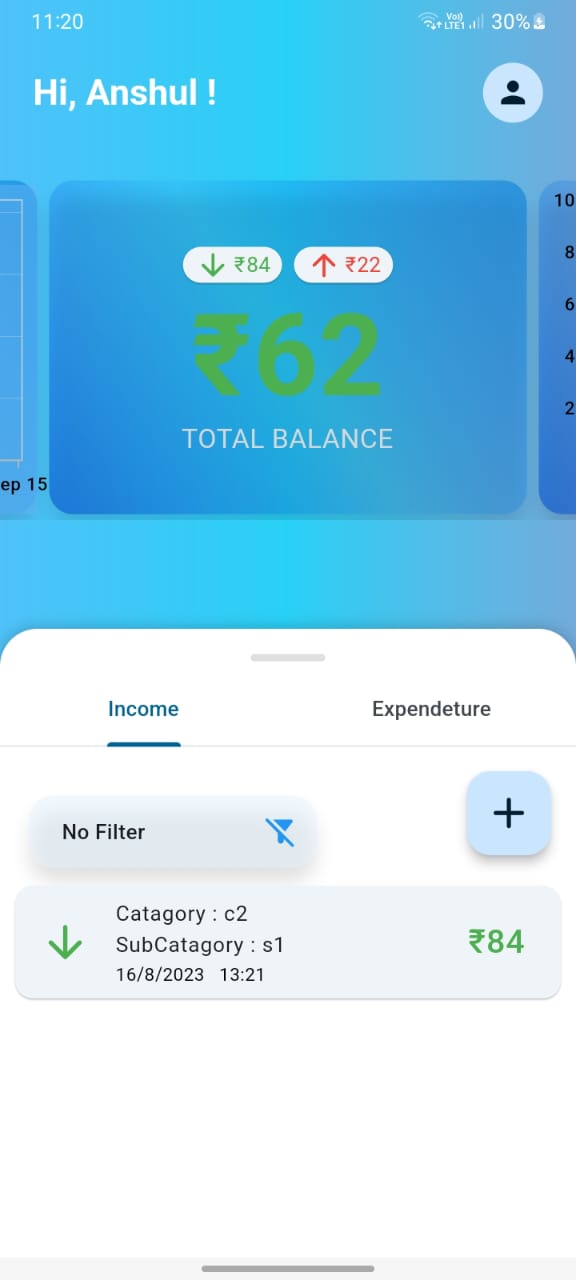 11:20
Vo)) LTE1 30%
Hi, Anshul !
10
₹84 ₹22
8
6
₹62
4
2
TOTAL BALANCE
ep 15
Income Expendeture
No Filter
Catagory : c2
SubCatagory : s1
₹84
16/8/2023 13:21